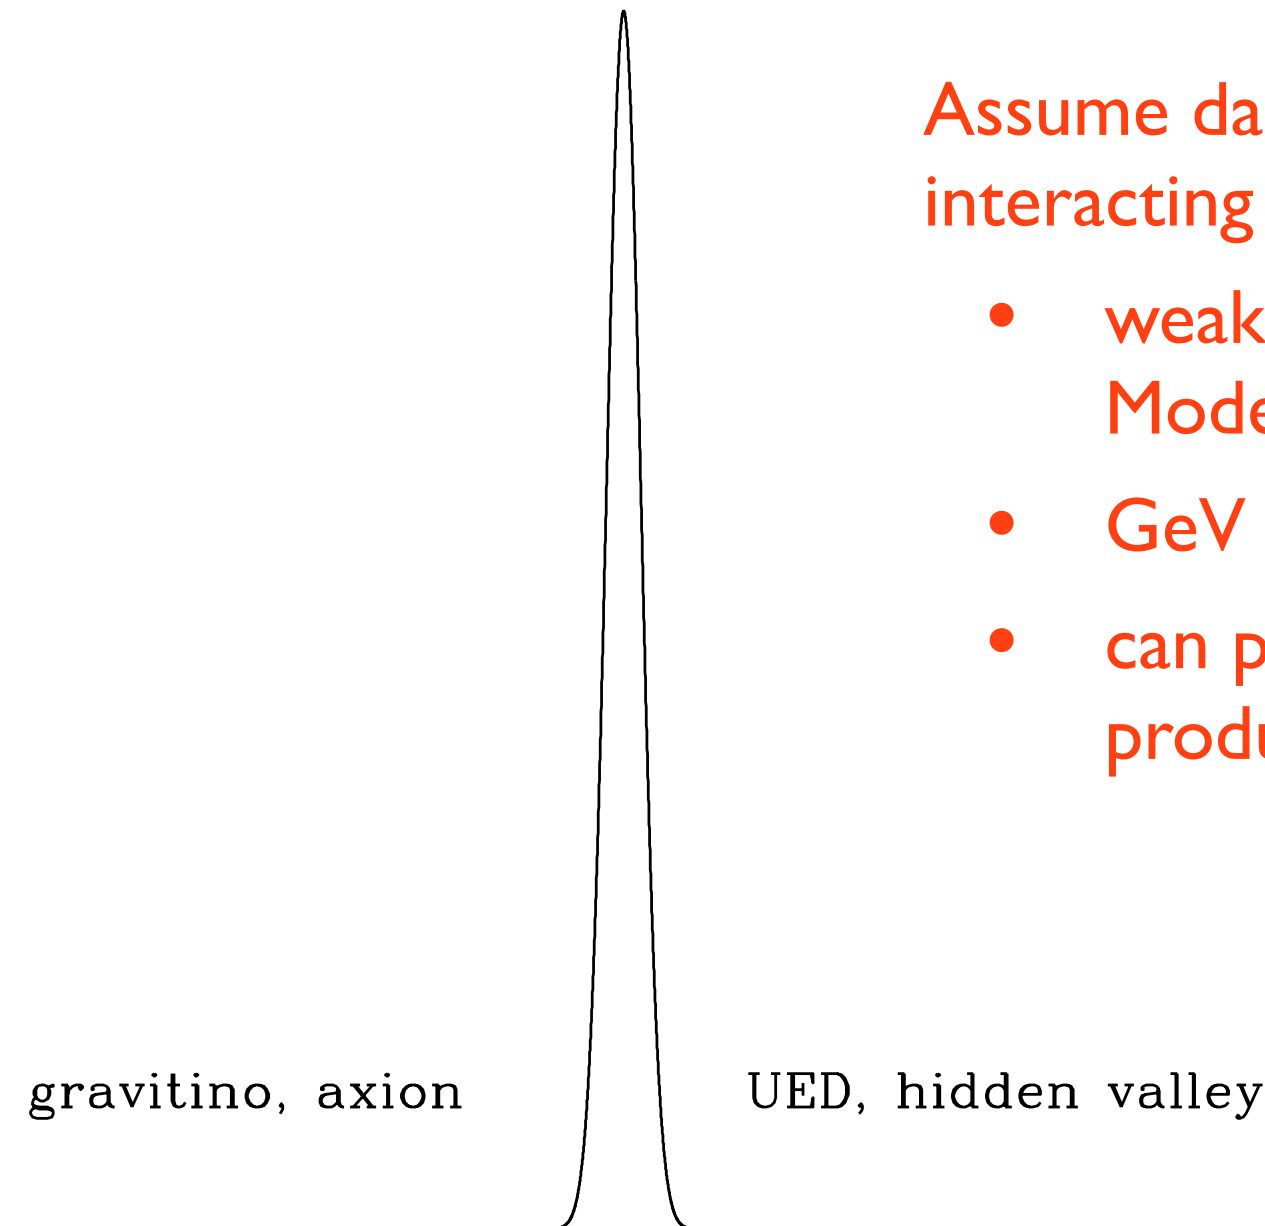 Assume da
interacting
• weak
Mode
• GeV
• can p
produ
gravitino, axion
UED, hidden valley